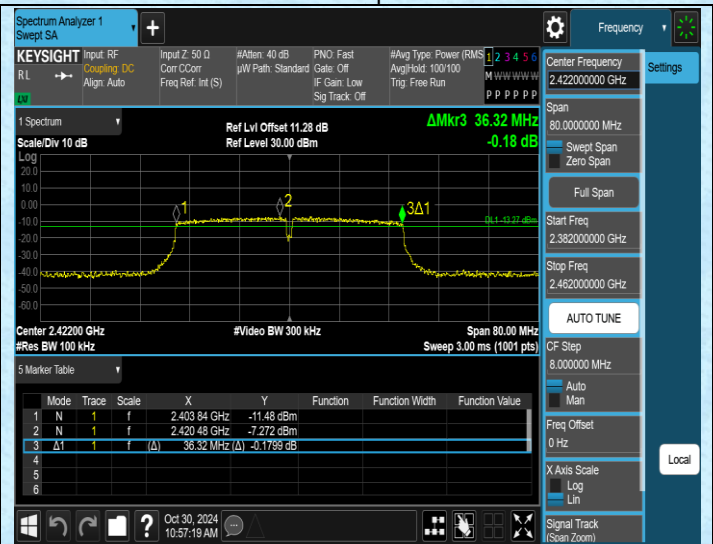 Spectrum Analyzer 1
Swept SA
+
Frequency
KEYSIGHT
RL
LXI
Input: RF
Coupling: DC
Align: Auto
Input Z: 50 Ω
Corr CCorr
Freq Ref: Int (S)
#Atten: 40 dB
µW Path: Standard
PNO: Fast
Gate: Off
IF Gain: Low
Sig Track: Off
#Avg Type: Power (RMS
Avg|Hold: 100/100
Trig: Free Run
1 2 3 4 5 6
M W W W W W
P P P P P P
1 Spectrum
Scale/Div 10 dB
Ref Lvl Offset 11.28 dB
Ref Level 30.00 dBm
ΔMkr3 36.32 MHz
-0.18 dB
Log
20.0
10.0
0.00
-10.0
-20.0
-30.0
-40.0
-50.0
-60.0
1
2
3Δ1
DL1 -13.27 dBm
Center 2.42200 GHz
#Res BW 100 kHz
#Video BW 300 kHz
Span 80.00 MHz
Sweep 3.00 ms (1001 pts)
5 Marker Table
Mode Trace Scale X Y Function Function Width Function Value
1 N 1 f 2.403 84 GHz -11.48 dBm
2 N 1 f 2.420 48 GHz -7.272 dBm
3 Δ1 1 f (Δ) 36.32 MHz (Δ) -0.1799 dB
4
5
6
Center Frequency
2.422000000 GHz
Span
80.0000000 MHz
Swept Span
Zero Span
Full Span
Start Freq
2.382000000 GHz
Stop Freq
2.462000000 GHz
AUTO TUNE
CF Step
8.000000 MHz
Auto
Man
Freq Offset
0 Hz
X Axis Scale
Log
Lin
Signal Track
(Span Zoom)
Settings
Local
?
Oct 30, 2024
10:57:19 AM